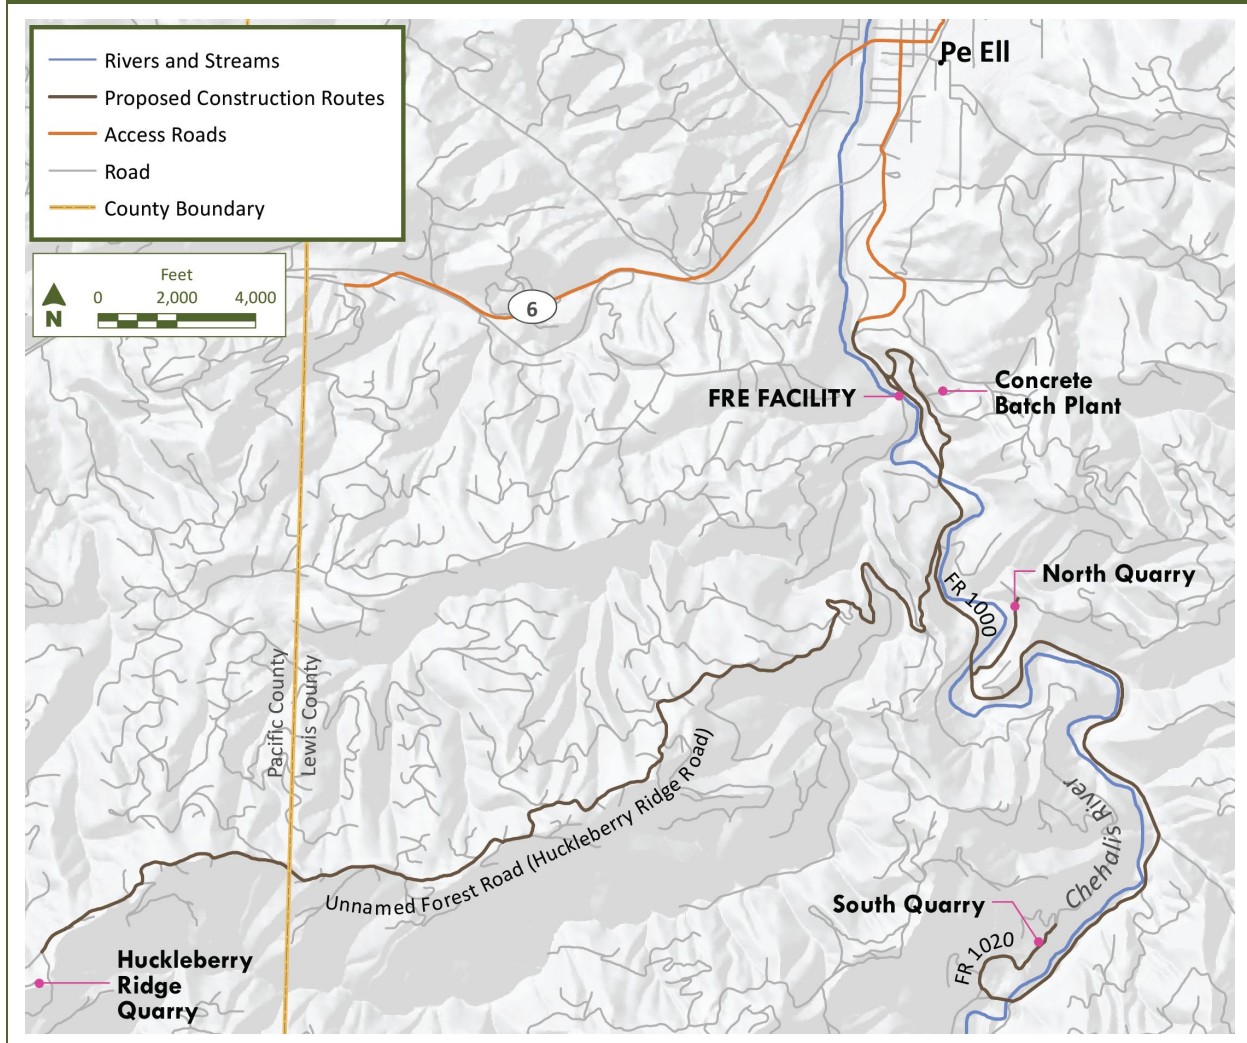 Rivers and Streams
Proposed Construction Routes
Access Roads
Road
County Boundary
Pe Ell
Feet
0 2,000 4,000
N
6
FRE FACILITY
Concrete
Batch Plant
FR 1000
North Quarry
Pacific County
Lewis County
Unnamed Forest Road (Huckleberry Ridge Road)
Chehalis River
South Quarry
FR 1020
Huckleberry
Ridge
Quarry